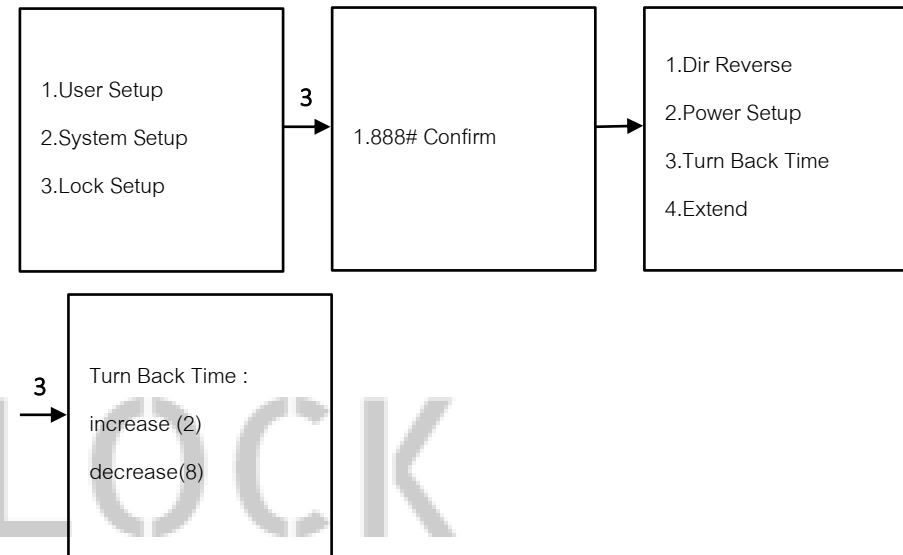 1.User Setup
2.System Setup
3.Lock Setup
3
1.888# Confirm
1.Dir Reverse
2.Power Setup
3.Turn Back Time
4.Extend
3
Turn Back Time :
increase (2)
decrease(8)
LOCK